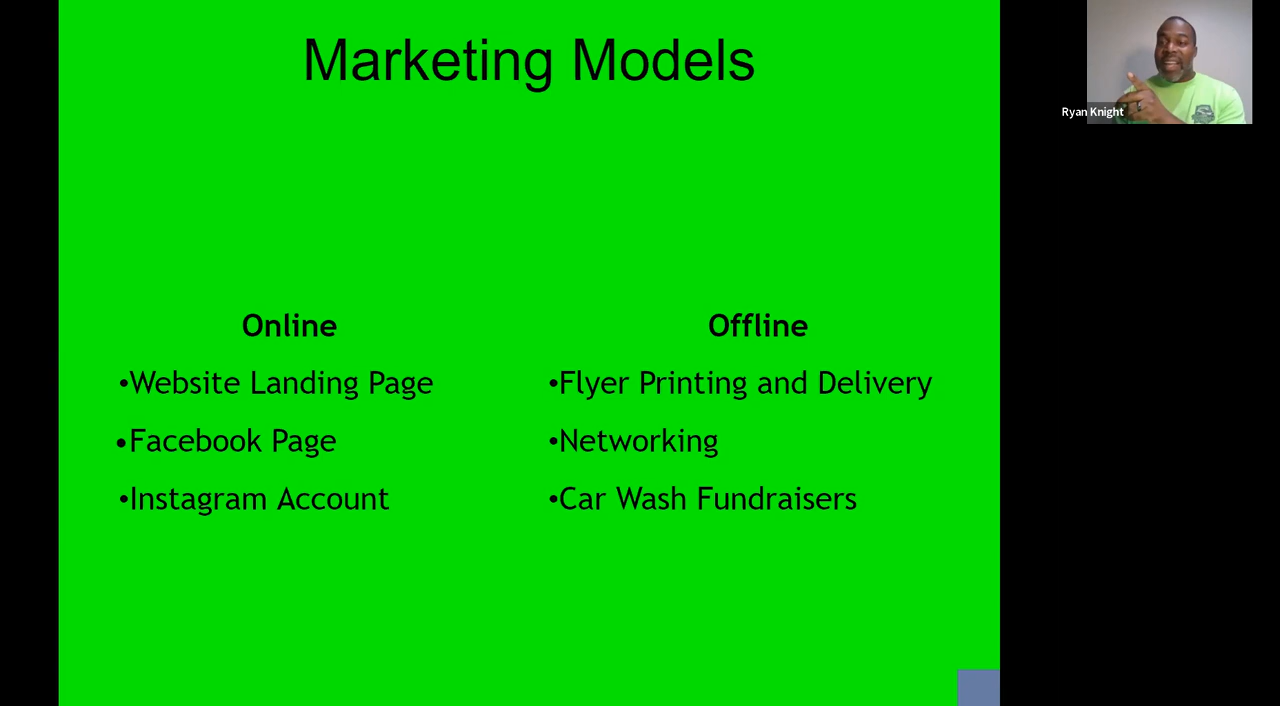 Marketing Models
Ryan Knight
Online
•Website Landing Page
•Facebook Page
•Instagram Account
Offline
•Flyer Printing and Delivery
•Networking
•Car Wash Fundraisers